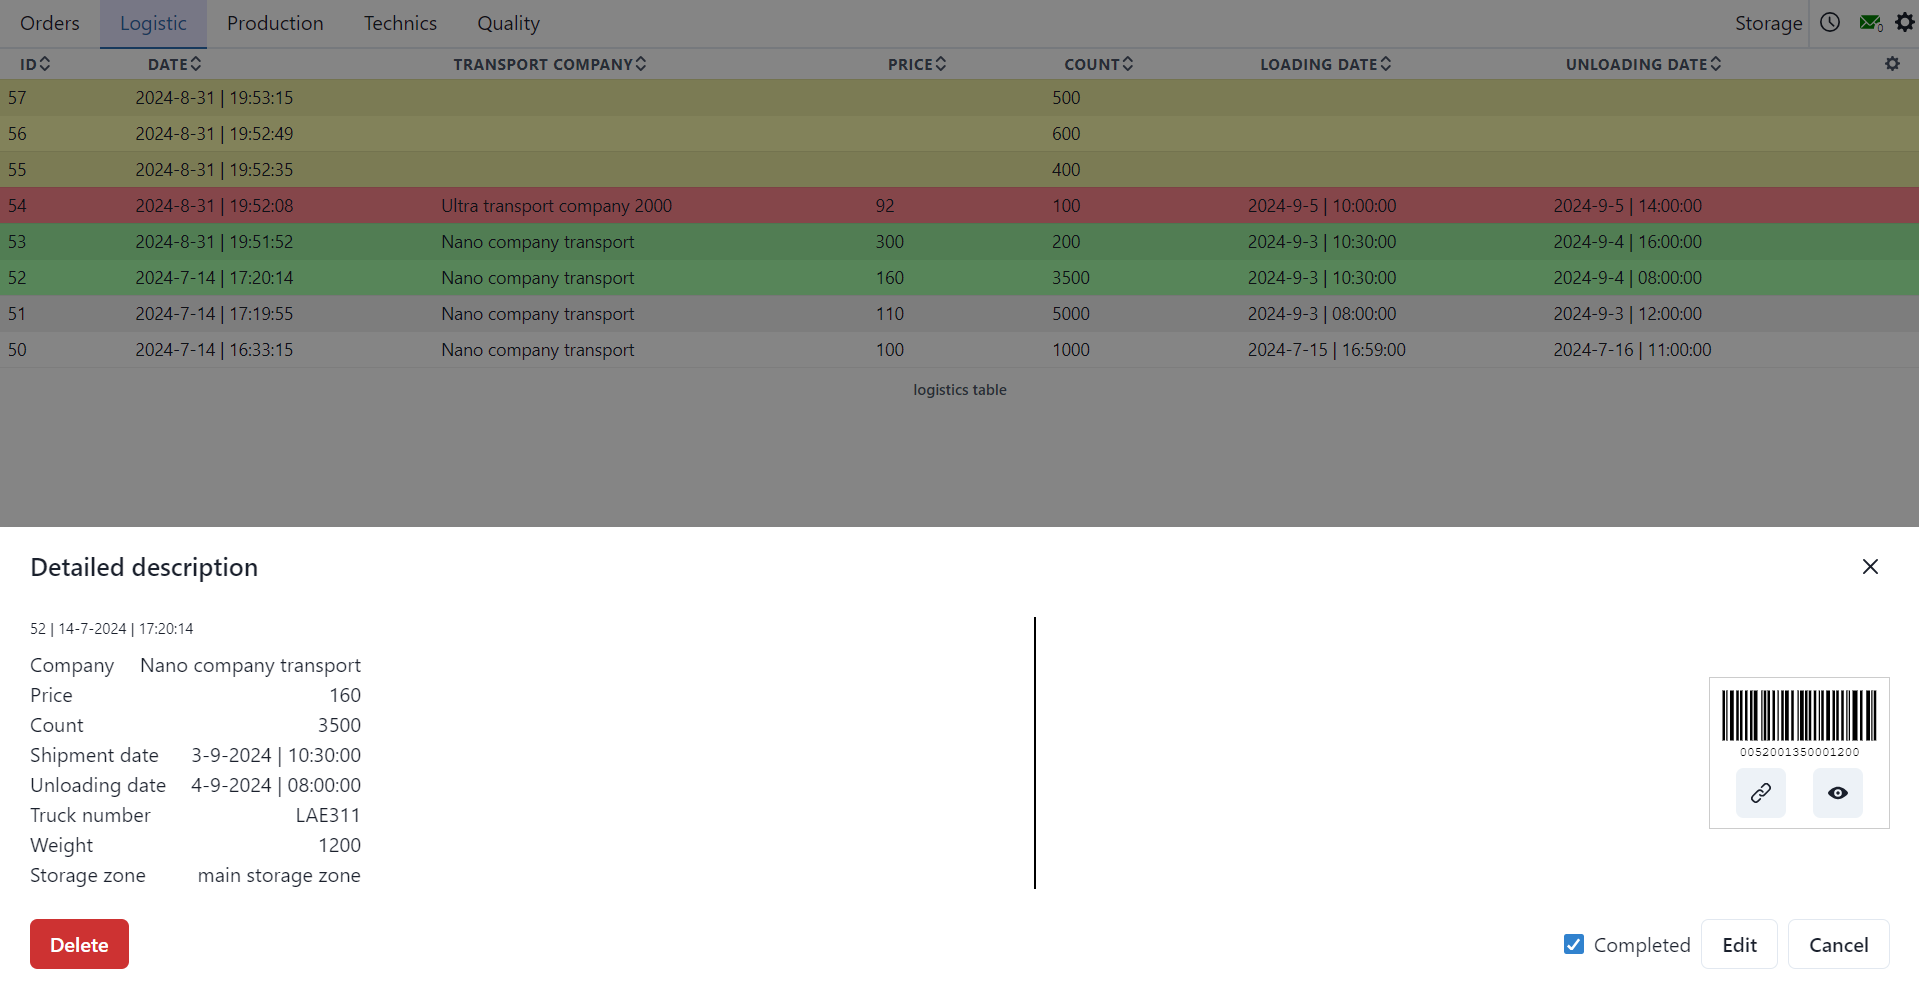 Orders Logistic Production Technics Quality Storage 0
ID DATE TRANSPORT COMPANY PRICE COUNT LOADING DATE UNLOADING DATE
57 2024-8-31 | 19:53:15 500
56 2024-8-31 | 19:52:49 600
55 2024-8-31 | 19:52:35 400
54 2024-8-31 | 19:52:08 Ultra transport company 2000 92 100 2024-9-5 | 10:00:00 2024-9-5 | 14:00:00
53 2024-8-31 | 19:51:52 Nano company transport 300 200 2024-9-3 | 10:30:00 2024-9-4 | 16:00:00
52 2024-7-14 | 17:20:14 Nano company transport 160 3500 2024-9-3 | 10:30:00 2024-9-4 | 08:00:00
51 2024-7-14 | 17:19:55 Nano company transport 110 5000 2024-9-3 | 08:00:00 2024-9-3 | 12:00:00
50 2024-7-14 | 16:33:15 Nano company transport 100 1000 2024-7-15 | 16:59:00 2024-7-16 | 11:00:00
logistics table
Detailed description
52 | 14-7-2024 | 17:20:14
Company Nano company transport
Price 160
Count 3500
Shipment date 3-9-2024 | 10:30:00
Unloading date 4-9-2024 | 08:00:00
Truck number LAE311
Weight 1200
Storage zone main storage zone
0052001350001200
Delete Completed Edit Cancel